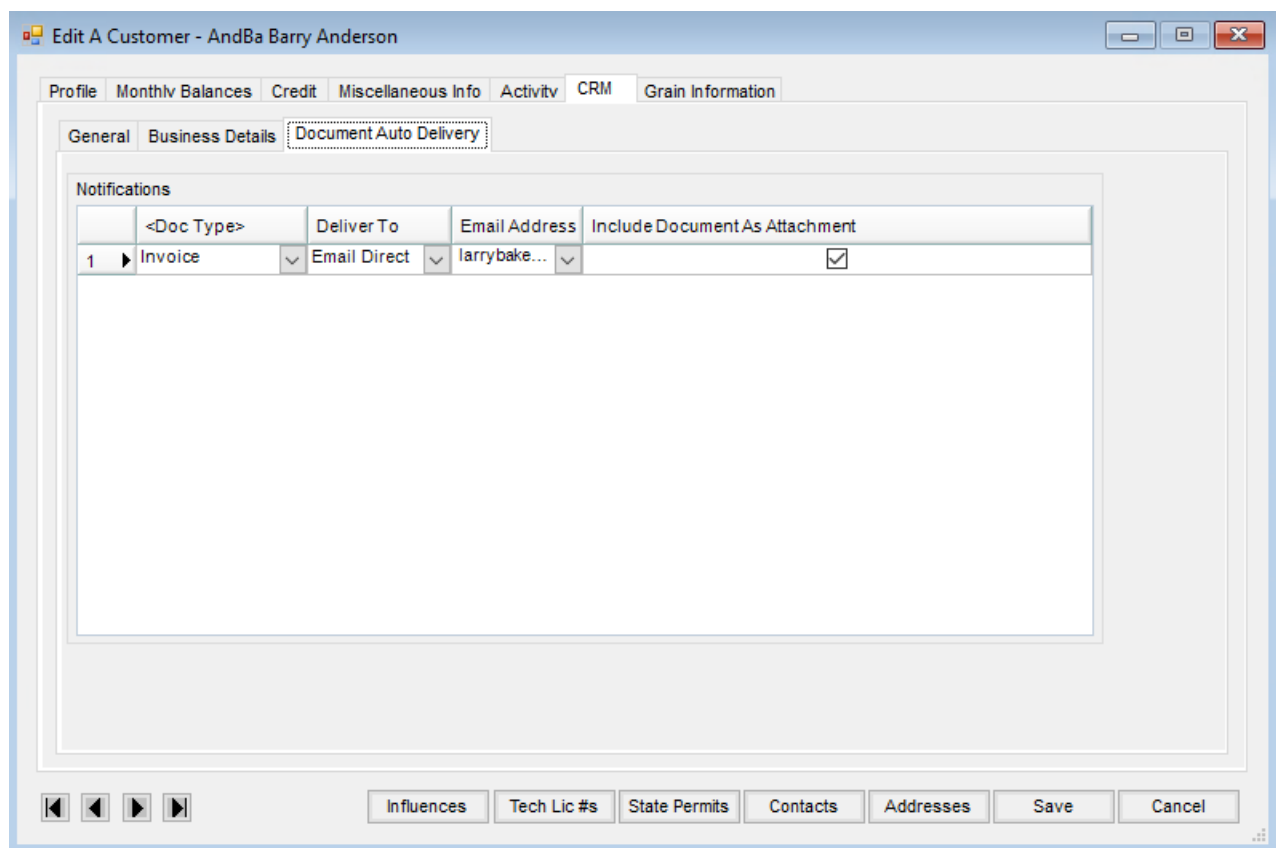 Edit A Customer - AndBa Barry Anderson
Profile Monthly Balances Credit Miscellaneous Info Activity CRM Grain Information
General Business Details Document Auto Delivery
Notifications
<Doc Type> Deliver To Email Address Include Document As Attachment
1 Invoice Email Direct larrybake...
Influences Tech Lic #s State Permits Contacts Addresses Save Cancel